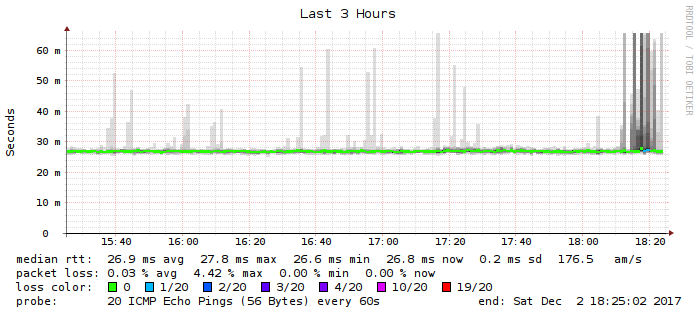 Last 3 Hours
RRDTOOL / TOBI OETIKER
Seconds
60 m
50 m
40 m
30 m
20 m
10 m
0
15:40 16:00 16:20 16:40 17:00 17:20 17:40 18:00 18:20
median rtt: 26.9 ms avg 27.8 ms max 26.6 ms min 26.8 ms now 0.2 ms sd 176.5 am/s
packet loss: 0.03 % avg 4.42 % max 0.00 % min 0.00 % now
loss color: 0 1/20 2/20 3/20 4/20 10/20 19/20
probe: 20 ICMP Echo Pings (56 Bytes) every 60s end: Sat Dec 2 18:25:02 2017